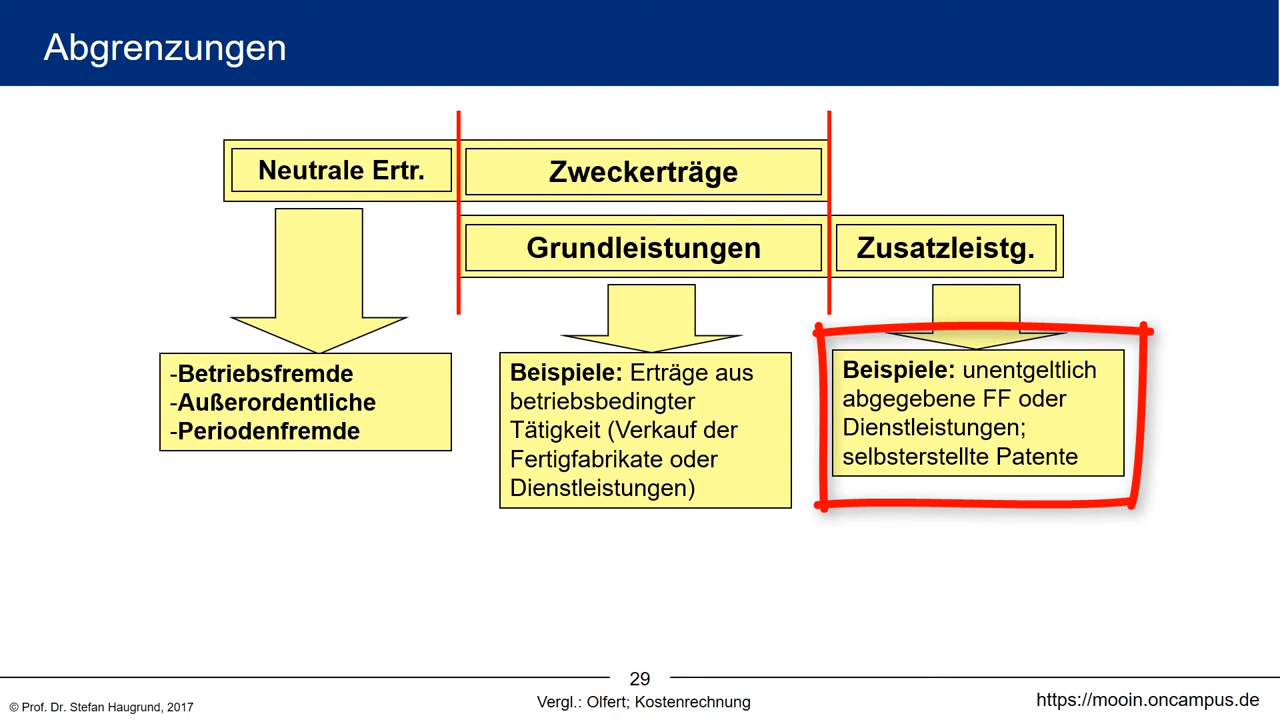 Abgrenzungen
Neutrale Ertr.
Zweckerträge
Grundleistungen
Zusatzleistg.
-Betriebsfremde
-Außerordentliche
-Periodenfremde
Beispiele: Erträge aus
betriebsbedingter
Tätigkeit (Verkauf der
Fertigfabrikate oder
Dienstleistungen)
Beispiele: unentgeltlich
abgegebene FF oder
Dienstleistungen;
selbsterstellte Patente
29
© Prof. Dr. Stefan Haugrund, 2017
Vergl.: Olfert; Kostenrechnung
https://mooin.oncampus.de